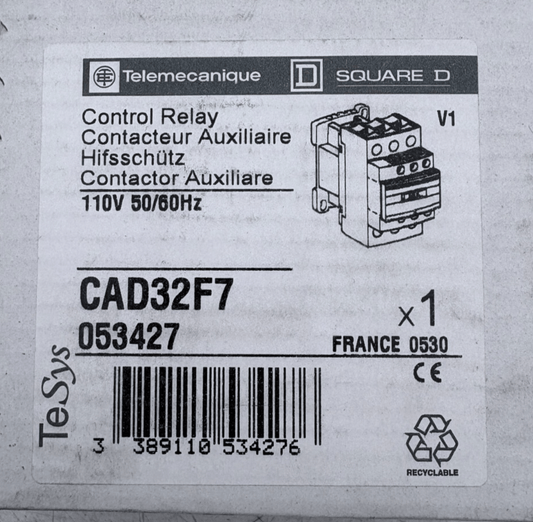 Telemecanique D SQUARE D
Control Relay
Contacteur Auxiliaire
Hifsschütz
Contactor Auxiliare
110V 50/60Hz
V1
CAD32F7
053427
x1
FRANCE 0530
CE
TeSys
3 389110 534276
RECYCLABLE